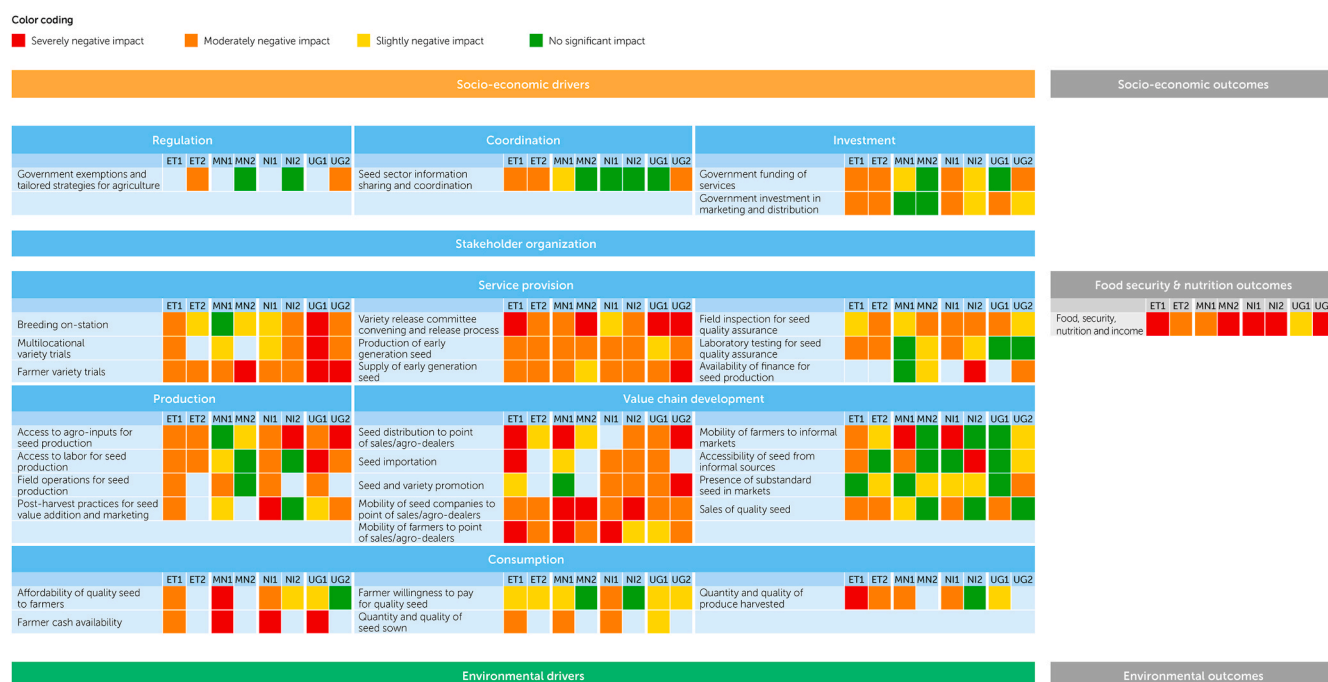 Color coding
Severely negative impact
Moderately negative impact
Slightly negative impact
No significant impact
Socio-economic drivers
Socio-economic outcomes
Regulation
Coordination
Investment
ET1 ET2 MN1 MN2 NI1 NI2 UG1 UG2
ET1 ET2 MN1 MN2 NI1 NI2 UG1 UG2
ET1 ET2 MN1 MN2 NI1 NI2 UG1 UG2
Government exemptions and
tailored strategies for agriculture
Seed sector information
sharing and coordination
Government funding of
services
Government investment in
marketing and distribution
Stakeholder organization
Service provision
Food security & nutrition outcomes
ET1 ET2 MN1 MN2 NI1 NI2 UG1 UG2
ET1 ET2 MN1 MN2 NI1 NI2 UG1 UG2
ET1 ET2 MN1 MN2 NI1 NI2 UG1 UG2
ET1 ET2 MN1 MN2 NI1 NI2 UG1
Food, security,
nutrition and income
Breeding on-station
Multilocational
variety trials
Farmer variety trials
Variety release committee
convening and release process
Production of early
generation seed
Supply of early generation
seed
Field inspection for seed
quality assurance
Laboratory testing for seed
quality assurance
Availability of finance for
seed production
Production
Value chain development
ET1 ET2 MN1 MN2 NI1 NI2 UG1 UG2
ET1 ET2 MN1 MN2 NI1 NI2 UG1 UG2
ET1 ET2 MN1 MN2 NI1 NI2 UG1 UG2
Access to agro-inputs for
seed production
Access to labor for seed
production
Field operations for seed
production
Post-harvest practices for seed
value addition and marketing
Seed distribution to point
of sales/agro-dealers
Seed importation
Seed and variety promotion
Mobility of seed companies to
point of sales/agro-dealers
Mobility of farmers to point
of sales/agro-dealers
Mobility of farmers to informal
markets
Accessibility of seed from
informal sources
Presence of substandard
seed in markets
Sales of quality seed
Consumption
ET1 ET2 MN1 MN2 NI1 NI2 UG1 UG2
ET1 ET2 MN1 MN2 NI1 NI2 UG1 UG2
ET1 ET2 MN1 MN2 NI1 NI2 UG1 UG2
Affordability of quality seed
to farmers
Farmer cash availability
Farmer willingness to pay
for quality seed
Quantity and quality of
seed sown
Quantity and quality of
produce harvested
Environmental drivers
Environmental outcomes